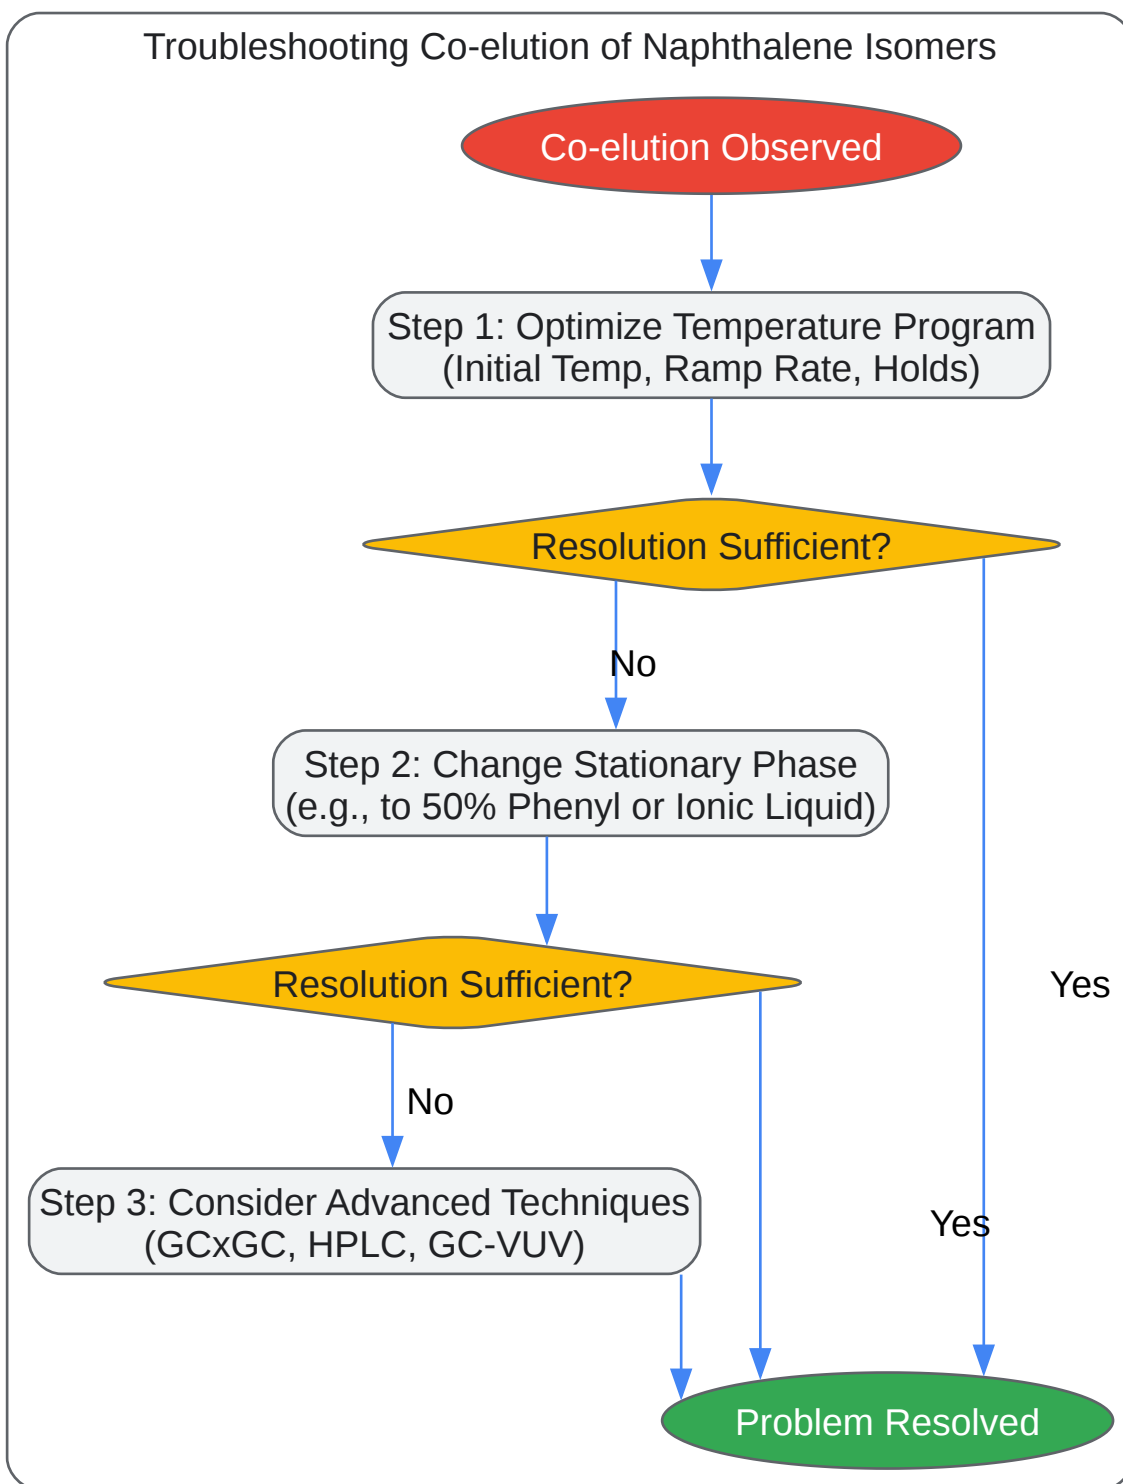 Troubleshooting Co-elution of Naphthalene Isomers
Co-elution Observed
Step 1: Optimize Temperature Program
(Initial Temp, Ramp Rate, Holds)
Resolution Sufficient?
No
Step 2: Change Stationary Phase
(e.g., to 50% Phenyl or Ionic Liquid)
Resolution Sufficient?
Yes
No
Step 3: Consider Advanced Techniques
(GCxGC, HPLC, GC-VUV)
Yes
Problem Resolved